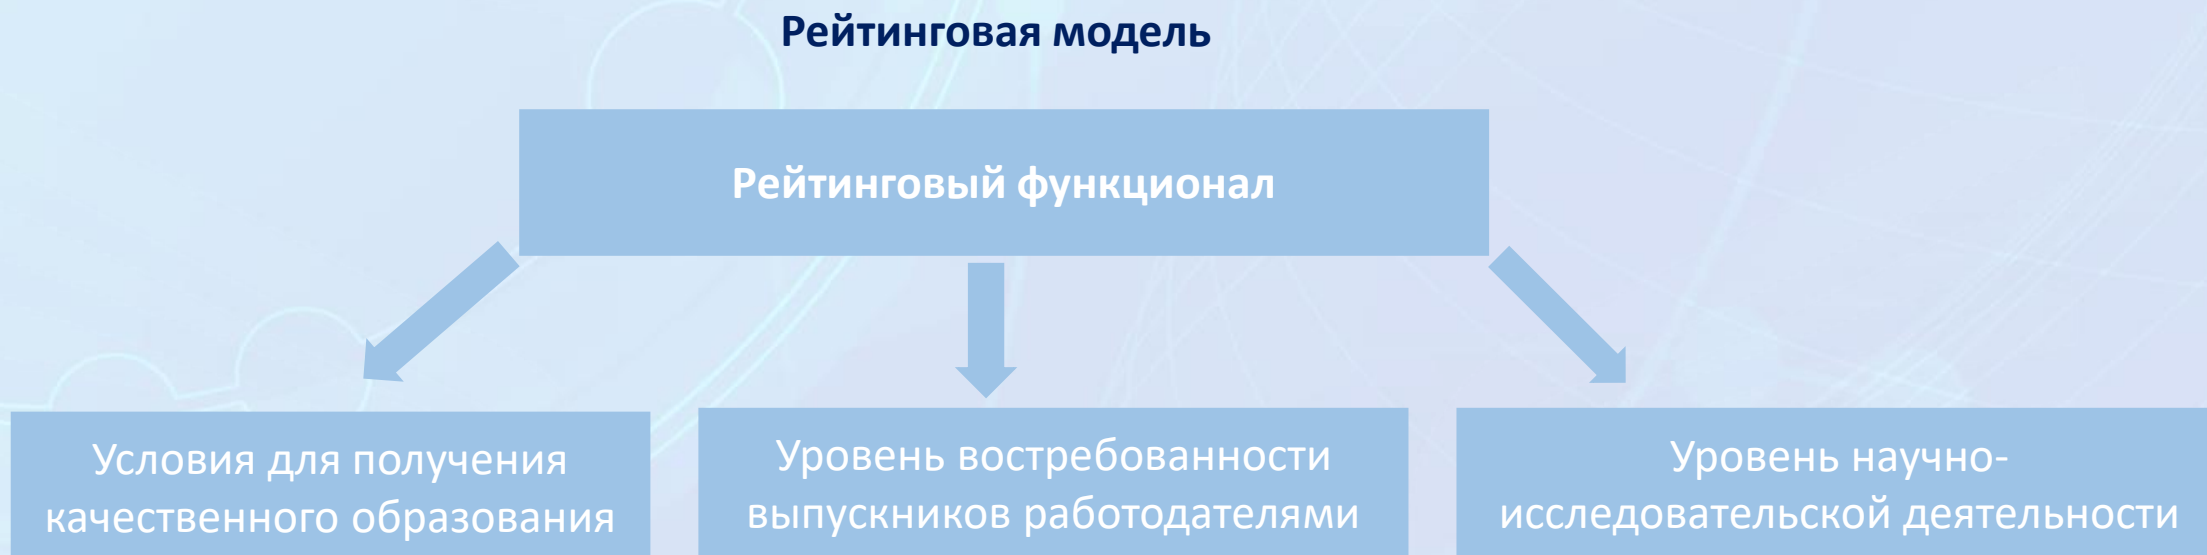 Рейтинговая модель
Рейтинговый функционал
Условия для получения
качественного образования
Уровень востребованности
выпускников работодателями
Уровень научно-
исследовательской деятельности